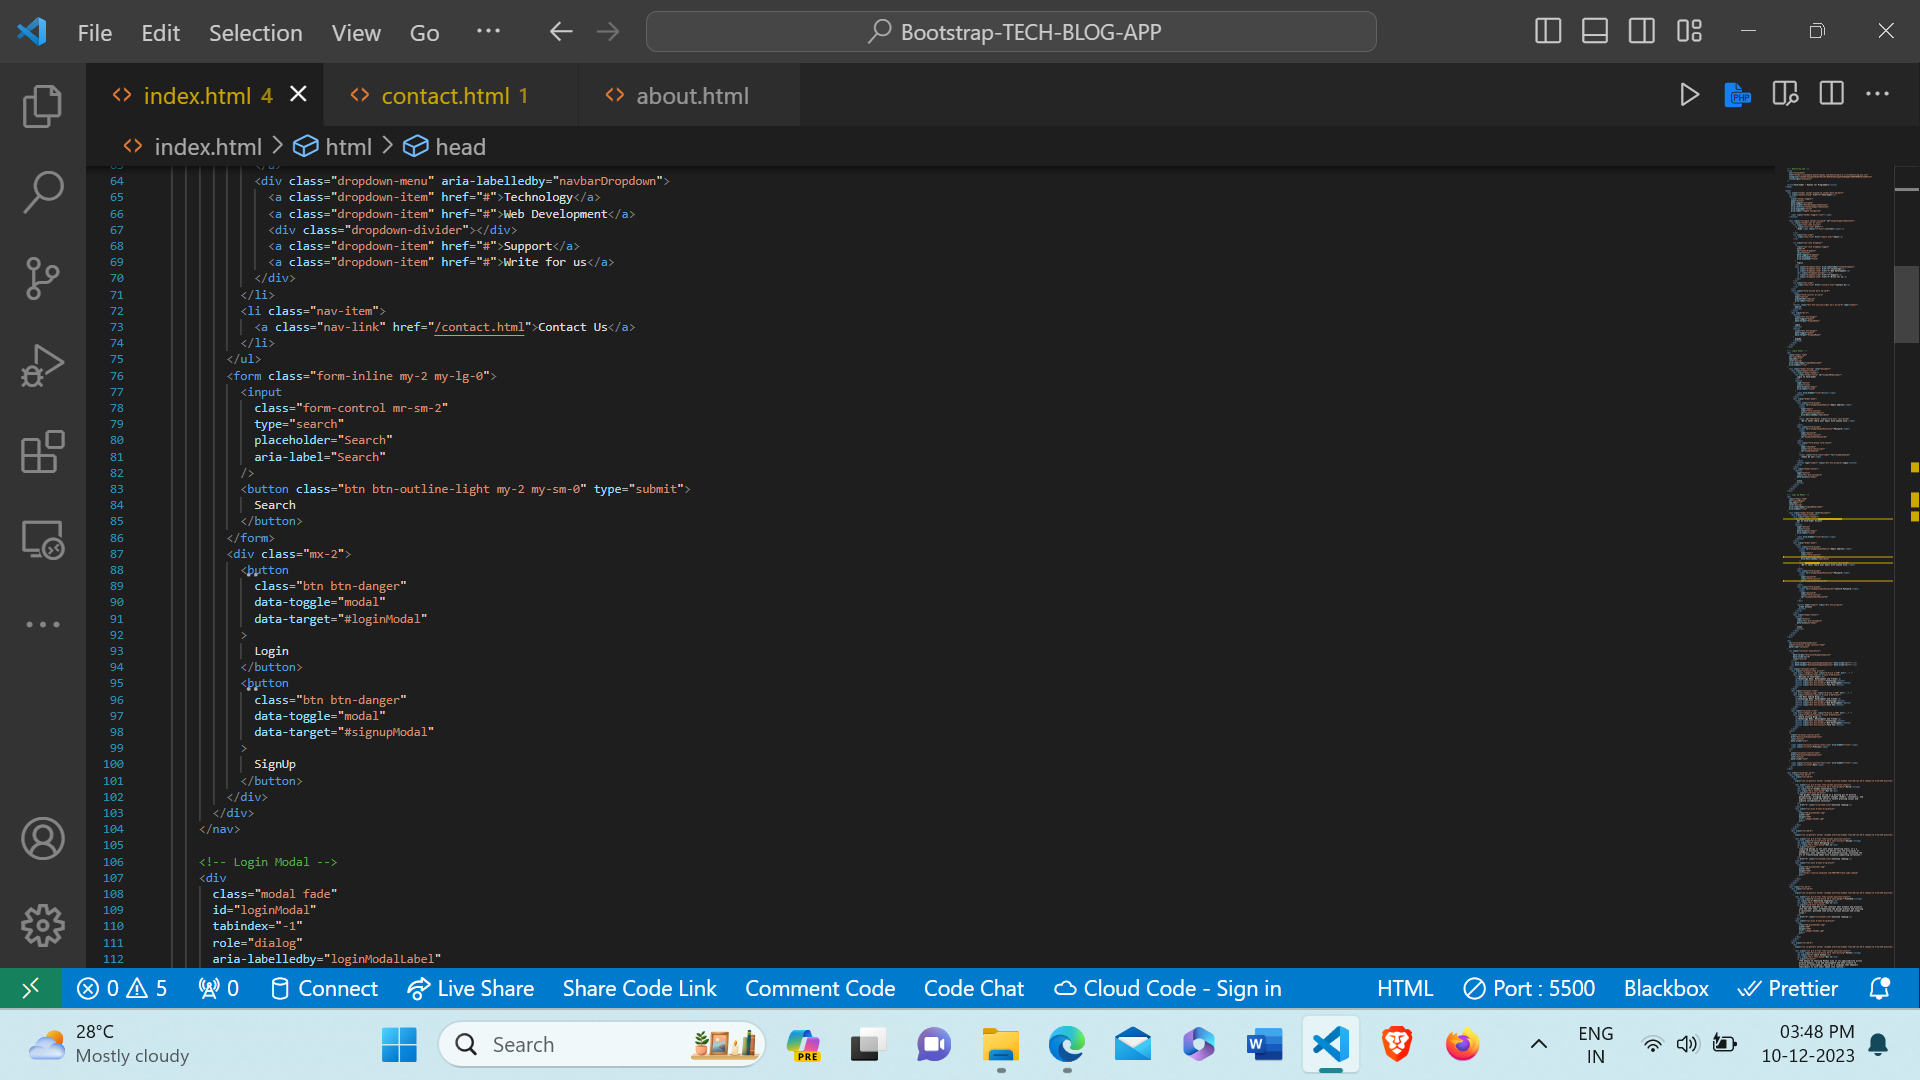 File Edit Selection View Go ··· Bootstrap-TECH-BLOG-APP
index.html 4 contact.html 1 about.html
index.html > html > head
64 <div class="dropdown-menu" aria-labelledby="navbarDropdown">
65 <a class="dropdown-item" href="#">Technology</a>
66 <a class="dropdown-item" href="#">Web Development</a>
67 <div class="dropdown-divider"></div>
68 <a class="dropdown-item" href="#">Support</a>
69 <a class="dropdown-item" href="#">Write for us</a>
70 </div>
71 </li>
72 <li class="nav-item">
73 <a class="nav-link" href="/contact.html">Contact Us</a>
74 </li>
75 </ul>
76 <form class="form-inline my-2 my-lg-0">
77 <input
78 class="form-control mr-sm-2"
79 type="search"
80 placeholder="Search"
81 aria-label="Search"
82 />
83 <button class="btn btn-outline-light my-2 my-sm-0" type="submit">
84 Search
85 </button>
86 </form>
87 <div class="mx-2">
88 <button
89 class="btn btn-danger"
90 data-toggle="modal"
91 data-target="#loginModal"
92 >
93 Login
94 </button>
95 <button
96 class="btn btn-danger"
97 data-toggle="modal"
98 data-target="#signupModal"
99 >
100 SignUp
101 </button>
102 </div>
103 </div>
104 </nav>
105
106 <!-- Login Modal -->
107 <div
108 class="modal fade"
109 id="loginModal"
110 tabindex="-1"
111 role="dialog"
112 aria-labelledby="loginModalLabel"
0 5 0 Connect Live Share Share Code Link Comment Code Code Chat Cloud Code - Sign in HTML Port : 5500 Blackbox Prettier
28°C
Mostly cloudy
Search
PRE
ENG
IN
03:48 PM
10-12-2023